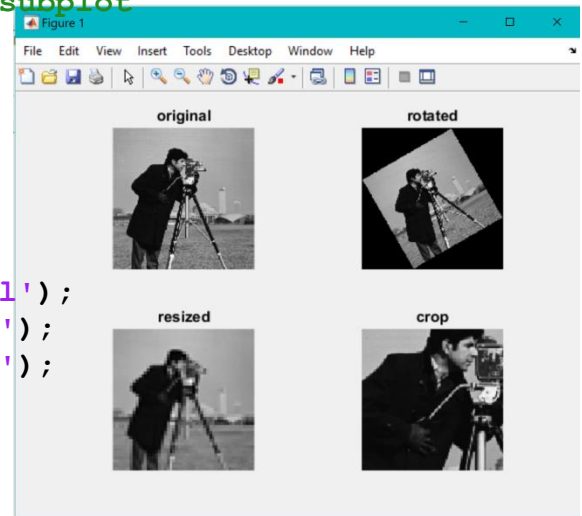 subplot
Figure 1
File Edit View Insert Tools Desktop Window Help
original rotated
l');
resized crop
');
');